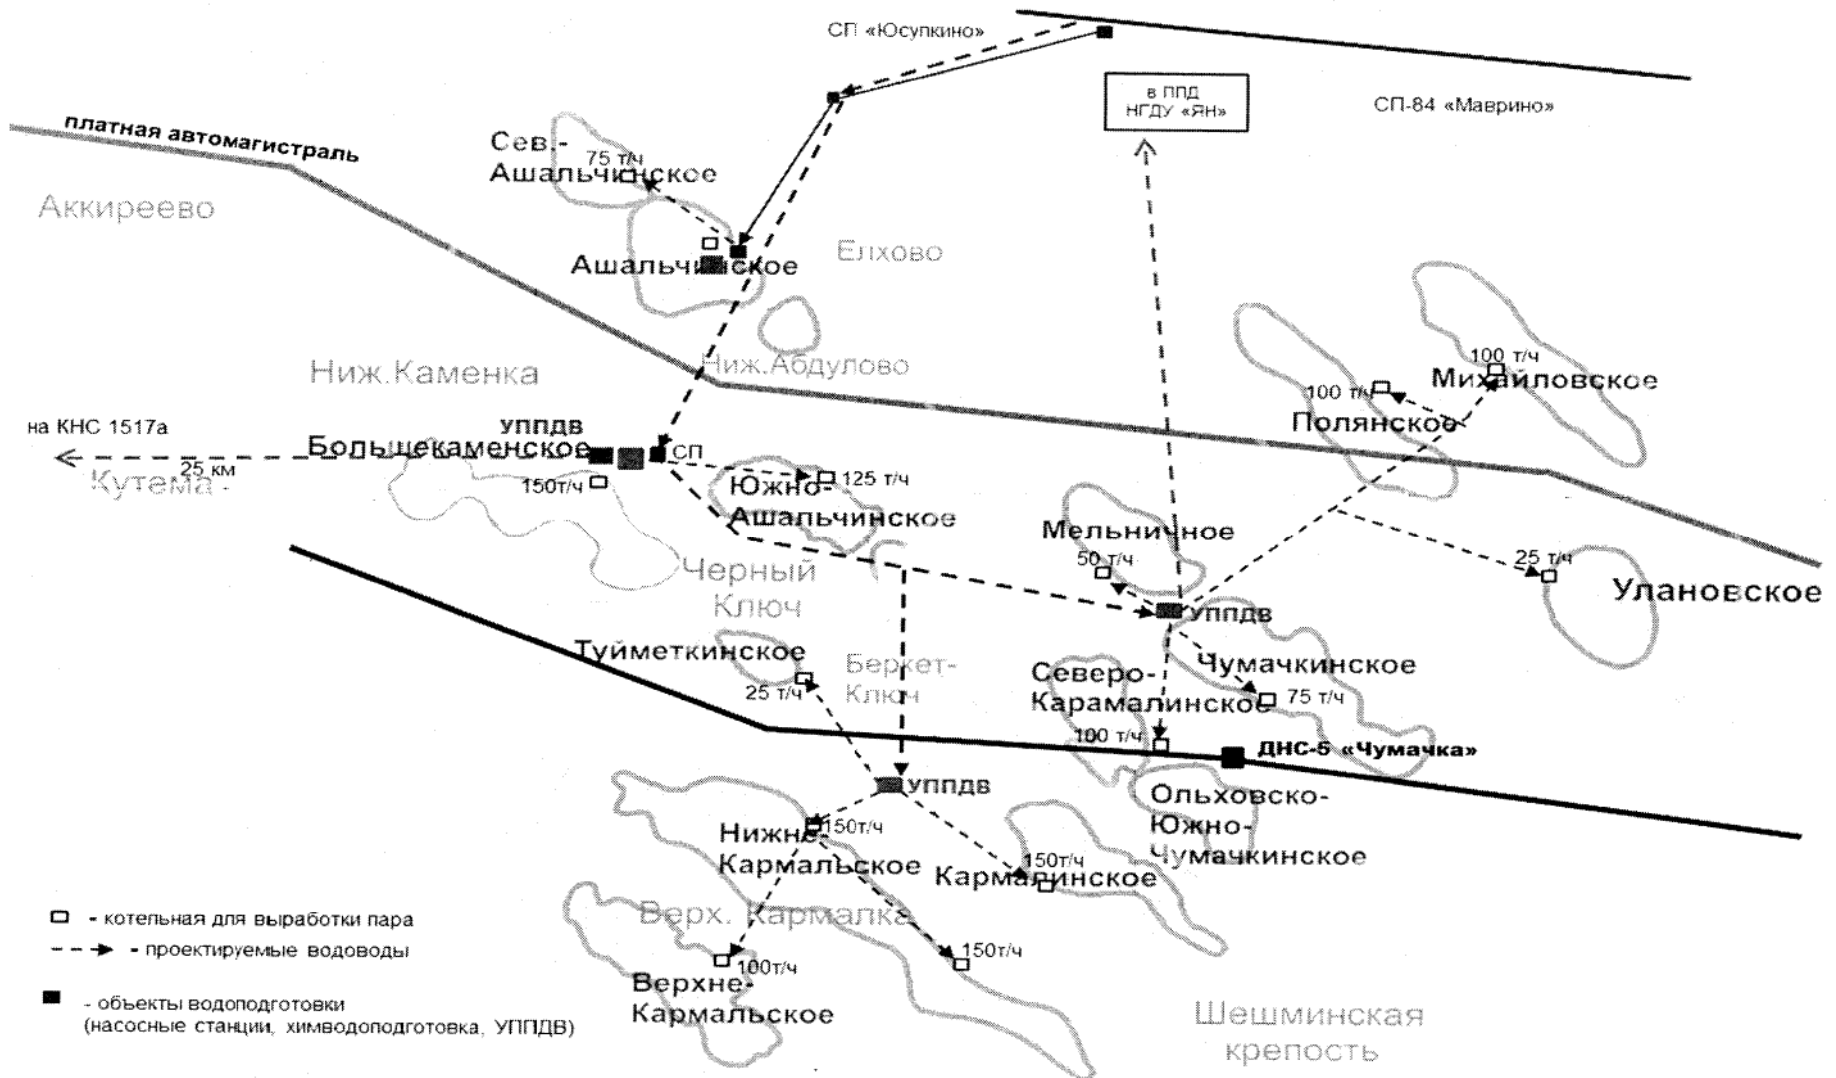 СП «Юсупкино»
в ППД
НГДУ «ЯН»
СП-84 «Маврино»
платная автомагистраль
Сев.-
75 т/ч
Ашальчинское
Аккиреево
Ашальчинское
Елхово
Ниж.Каменка
Ниж.Абдулово
100 т/ч
Михайловское
100 т/ч
Полянское
на КНС 1517а
УППДВ
Большекаменское
СП
25 км
Кутема
150т/ч
125 т/ч
Южно-
Ашальчинское
Мельничное
50 т/ч
25 т/ч
Улановское
Черный
Ключ
УППДВ
Туйметкинское
25 т/ч
Беркет-
Ключ
Северо-
Карамалинское
Чумачкинское
75 т/ч
100 т/ч
ДНС-5 «Чумачка»
УППДВ
Ольховско-
Южно-
Чумачкинское
150т/ч
Нижне-
Кармальское
150т/ч
Кармалинское
Верх. Кармалка
150т/ч
100т/ч
Верхне-
Кармальское
Шешминская
крепость
- котельная для выработки пара
- проектируемые водоводы
- объекты водоподготовки
(насосные станции, химводоподготовка, УППДВ)